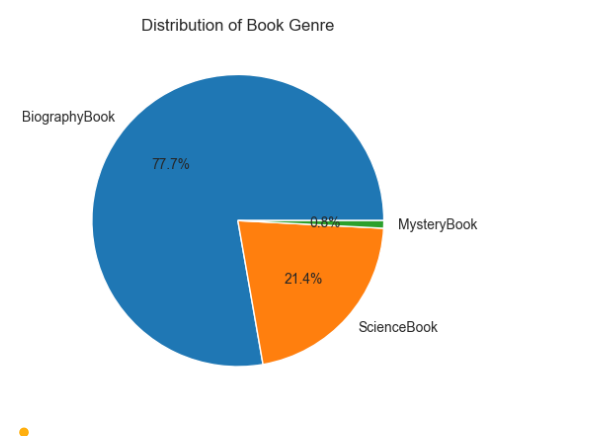 Distribution of Book Genre
BiographyBook
77.7%
0.8%
MysteryBook
21.4%
ScienceBook